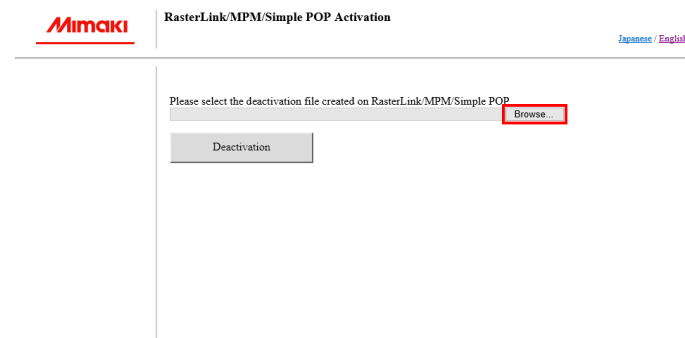 Mimaki
RasterLink/MPM/Simple POP Activation
Japanese / English
Please select the deactivation file created on RasterLink/MPM/Simple POP
Browse...
Deactivation